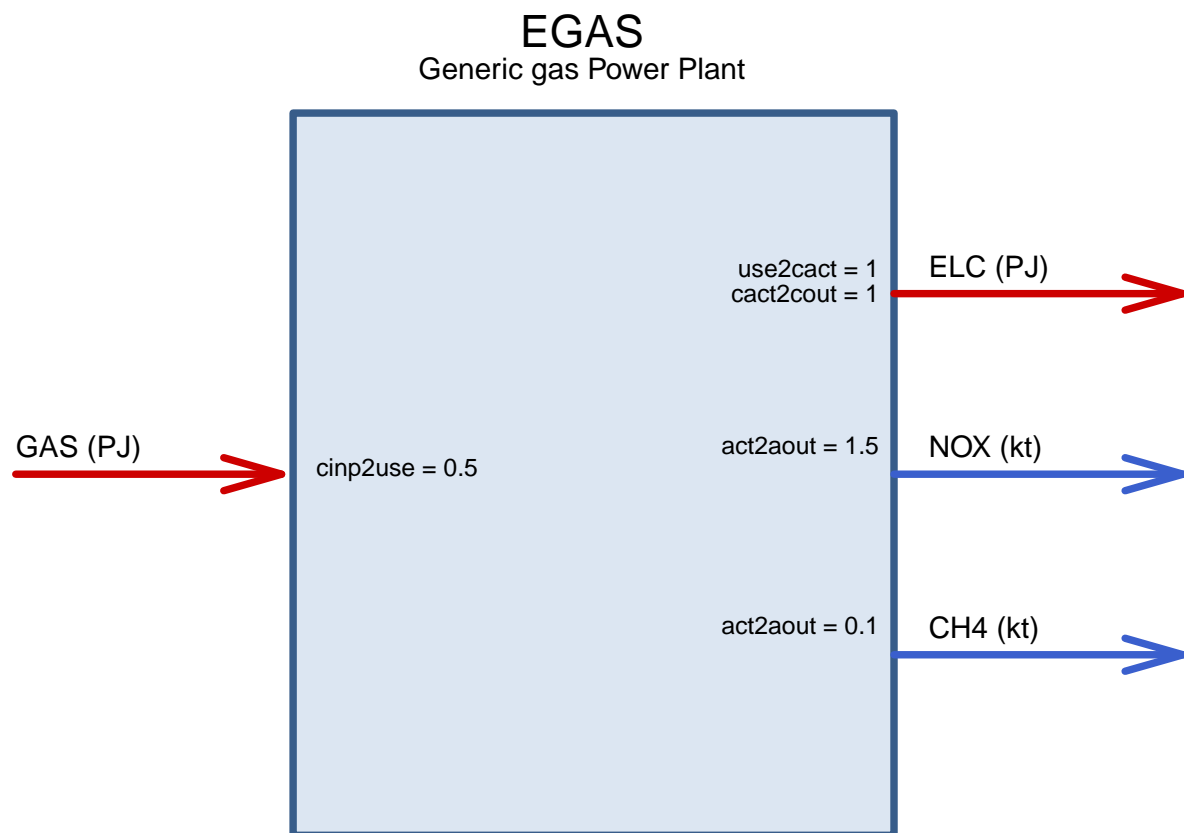 EGAS
Generic gas Power Plant
use2cact = 1
cact2cout = 1
ELC (PJ)
GAS (PJ)
cinp2use = 0.5
act2aout = 1.5
NOX (kt)
act2aout = 0.1
CH4 (kt)